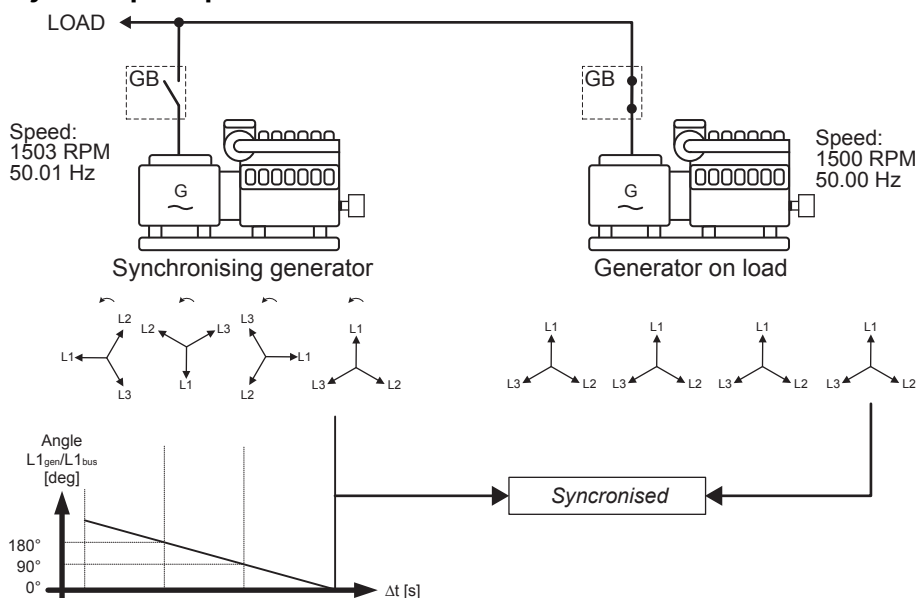 LOAD
GB
GB
Speed:
1503 RPM
50.01 Hz
Speed:
1500 RPM
50.00 Hz
G
G
Synchronising generator
Generator on load
L2
L1
L3
L2
L3
L1
L3
L1
L2
L1
L3
L2
L1
L3
L2
L1
L3
L2
L1
L3
L2
L1
L3
L2
Angle
L1gen/L1bus
[deg]
180°
90°
0°
Δt [s]
Syncronised